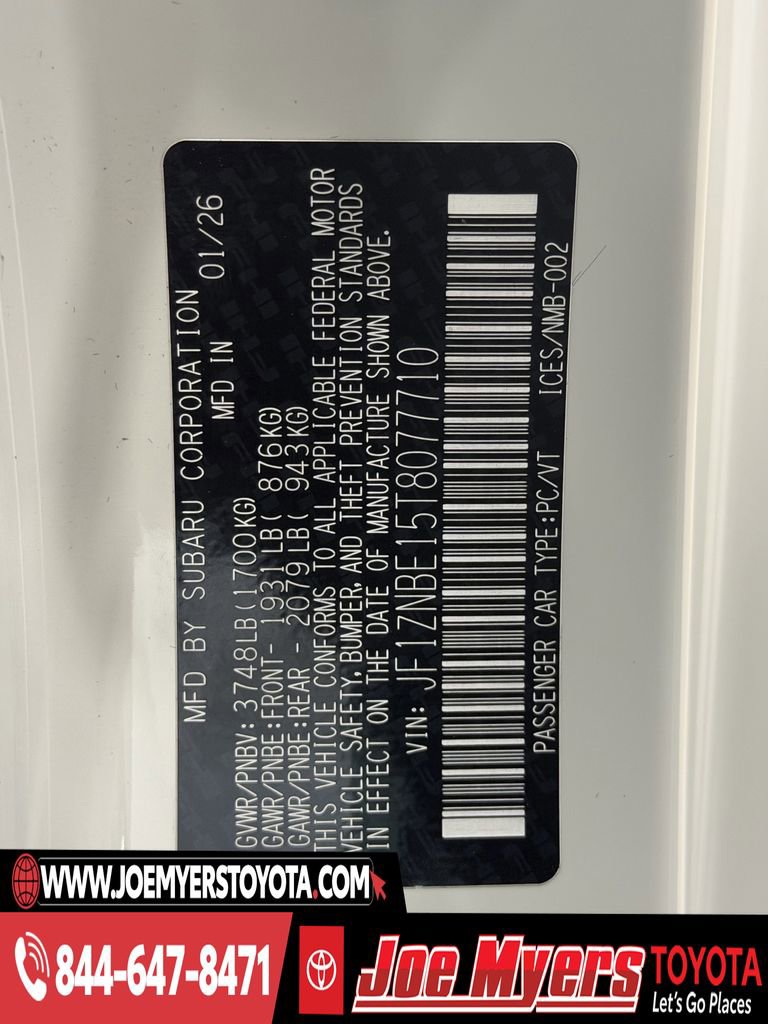 MFD BY SUBARU CORPORATION
MFD IN 01/26
GVWR/PNBV: 3748LB(1700KG)
GAWR/PNBE:FRONT- 1931LB( 876KG)
GAWR/PNBE:REAR - 2079LB( 943KG)
THIS VEHICLE CONFORMS TO ALL APPLICABLE FEDERAL MOTOR
VEHICLE SAFETY, BUMPER, AND THEFT PREVENTION STANDARDS
IN EFFECT ON THE DATE OF MANUFACTURE SHOWN ABOVE.
VIN: JF1ZNBE15T8077710
PASSENGER CAR TYPE:PC/VT ICES/NMB-002
WWW.JOEMYERSTOYOTA.COM
844-647-8471
Joe Myers TOYOTA
Let's Go Places